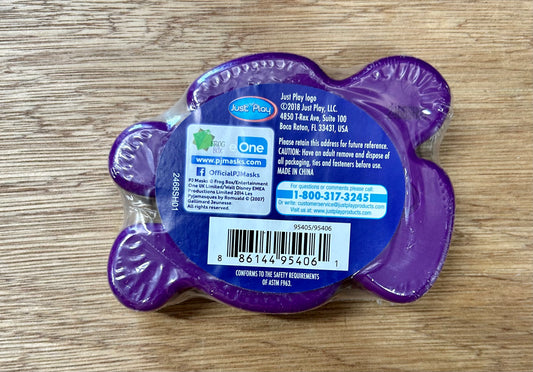 Just Play
Just Play logo
©2018 Just Play, LLC.
4850 T-Rex Ave, Suite 100
Boca Raton, FL 33431, USA
FROG BOX
eOne
www.pjmasks.com
f OfficialPJMasks
PJ Masks © Frog Box/Entertainment
One UK Limited/Walt Disney EMEA
Productions Limited 2014 Les
Pyjamasques by Romuald © (2007)
Gallimard Jeunesse.
All rights reserved.
Please retain this address for future reference.
CAUTION: Have an adult remove and dispose of
all packaging, ties and fasteners before use.
MADE IN CHINA
For questions or comments please call
1-800-317-3245
Or write: customerservice@justplayproducts.com
Visit us at: www.justplayproducts.com
2468SH01
95405/95406
8 86144 95406 1
CONFORMS TO THE SAFETY REQUIREMENTS
OF ASTM F963.